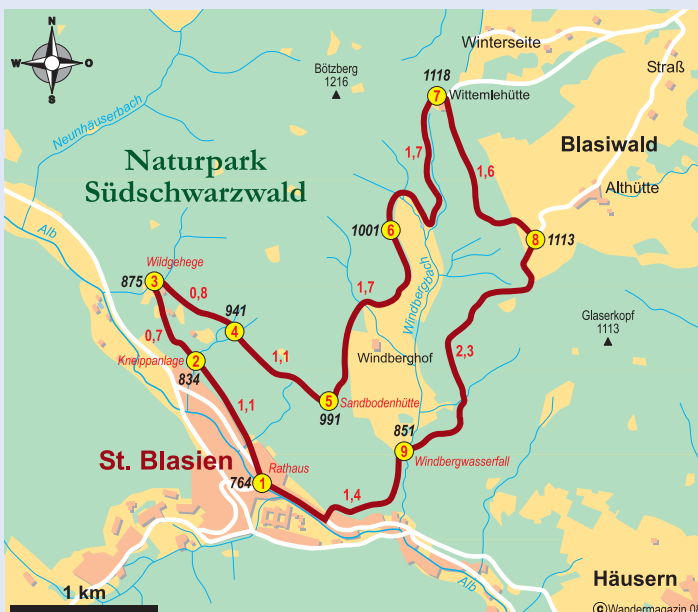 N
W
O
S
Winterseite
Straß
Bötzberg
1216
1118
7
Wittemlehütte
Neunhäuserbach
Blasiwald
Naturpark
Südschwarzwald
1,7
1,6
Althütte
Alb
6
1001
8
1113
Wildgehege
875
3
0,8
941
4
1,7
Windbergbach
Glaserkopf
1113
0,7
Kneippanlage
2
834
1,1
Windberghof
2,3
5
Sandbodenhütte
991
1,1
851
9
Windbergwasserfall
St. Blasien
Rathaus
764
1
1,4
1 km
Alb
Häusern
©Wandermagazin